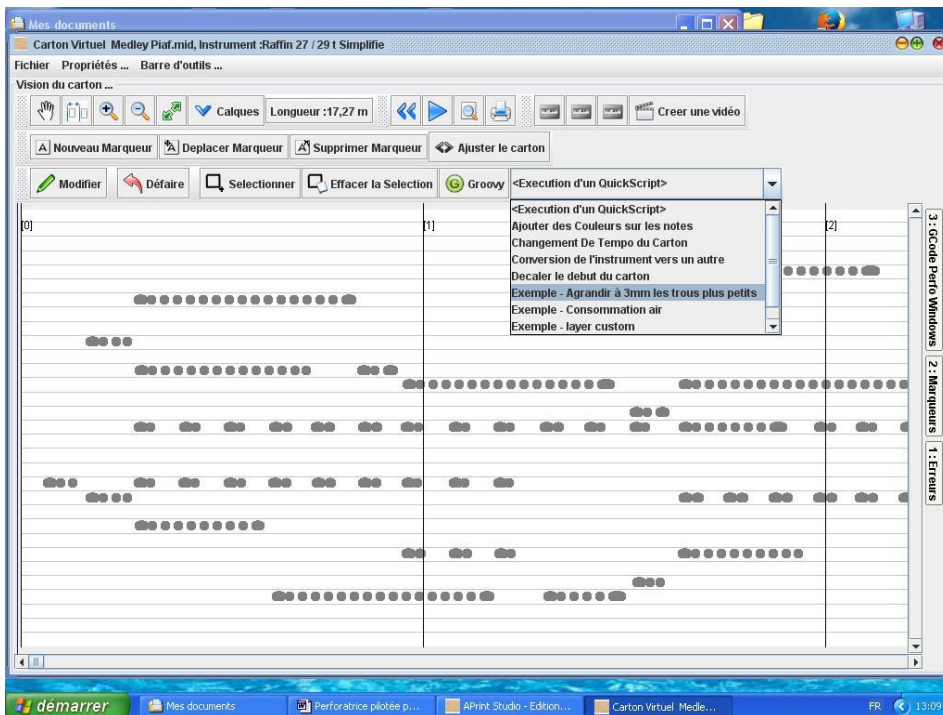 Mes documents
Carton Virtuel Medley Piaf.mid, Instrument :Raffin 27 / 29 t Simplifie
Fichier Propriétés ... Barre d'outils ...
Vision du carton ...
Calques Longueur :17,27 m Creer une vidéo
A Nouveau Marqueur A Deplacer Marqueur A Supprimer Marqueur Ajuster le carton
Modifier Défaire Selectionner Effacer la Selection G Groovy <Execution d'un QuickScript>
<Execution d'un QuickScript>
Ajouter des Couleurs sur les notes
Changement De Tempo du Carton
Conversion de l'instrument vers un autre
Decaler le debut du carton
Exemple - Agrandir à 3mm les trous plus petits
Exemple - Consommation air
Exemple - layer custom
[0] [1] [2]
3 : GCode Perfo Windows
2 : Marqueurs
1 : Erreurs
démarrer Mes documents Perforatrice pilotée p... APrint Studio - Edition... Carton Virtuel Medle... FR 13:09